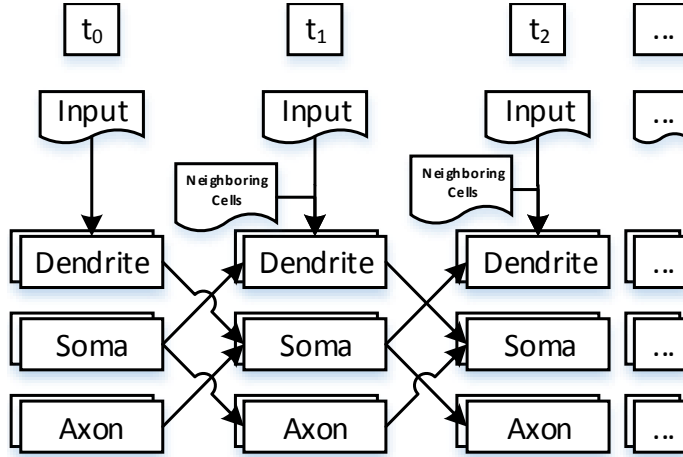 t₀ t₁ t₂ ...
Input Input Input ...
Neighboring Neighboring
Cells Cells
Dendrite Dendrite Dendrite ...
Soma Soma Soma ...
Axon Axon Axon ...